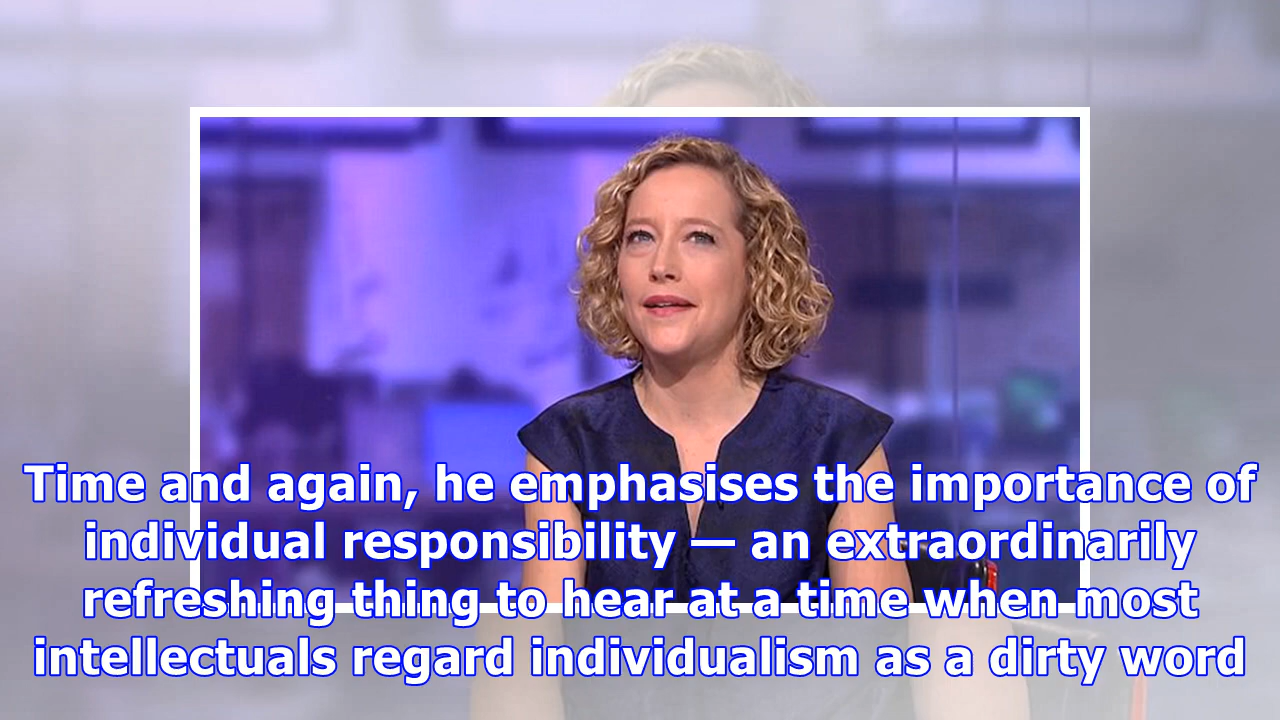 Time and again, he emphasises the importance of
individual responsibility — an extraordinarily
refreshing thing to hear at a time when most
intellectuals regard individualism as a dirty word